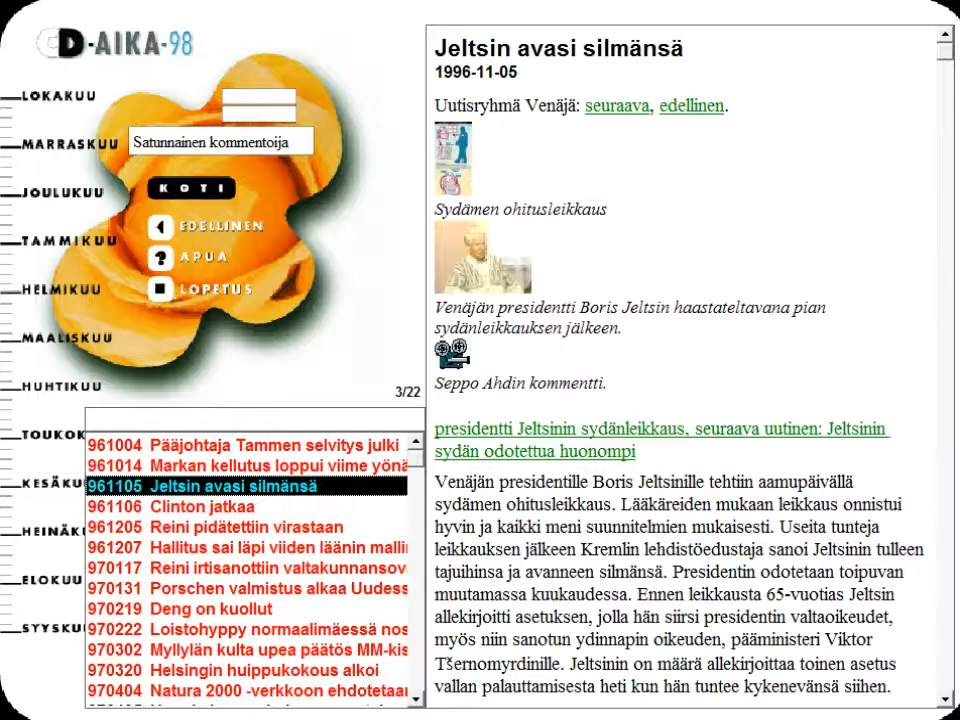 CD-AIKA-98
LOKAKUU
MARRASKUU
JOULUKUU
TAMMIKUU
HELMIKUU
MAALISKUU
HUHTIKUU
TOUKOK
KESÄKU
HEINÄK
ELOKUU
SYYSKU
Satunnainen kommentoija
KOTI
EDELLINEN
? APUA
LOPETUS
3/22
961004 Pääjohtaja Tammen selvitys julki
961014 Markan kellutus loppui viime yönä
961105 Jeltsin avasi silmänsä
961106 Clinton jatkaa
961205 Reini pidätettiin virastaan
961207 Hallitus sai läpi viiden läänin mallin
970117 Reini irtisanottiin valtakunnansov
970131 Porschen valmistus alkaa Uudess
970219 Deng on kuollut
970222 Loistohyppy normaalimäessä nos
970302 Myllylän kulta upea päätös MM-kis
970320 Helsingin huippukokous alkoi
970404 Natura 2000 -verkkoon ehdotetaan
Jeltsin avasi silmänsä
1996-11-05
Uutisryhmä Venäjä: seuraava, edellinen.
Sydämen ohitusleikkaus
Venäjän presidentti Boris Jeltsin haastateltavana pian
sydänleikkauksen jälkeen.
Seppo Ahdin kommentti.
presidentti Jeltsinin sydänleikkaus, seuraava uutinen: Jeltsinin
sydän odotettua huonompi
Venäjän presidentille Boris Jeltsinille tehtiin aamupäivällä
sydämen ohitusleikkaus. Lääkäreiden mukaan leikkaus onnistui
hyvin ja kaikki meni suunnitelmien mukaisesti. Useita tunteja
leikkauksen jälkeen Kremlin lehdistöedustaja sanoi Jeltsinin tulleen
tajuihinsa ja avanneen silmänsä. Presidentin odotetaan toipuvan
muutamassa kuukaudessa. Ennen leikkausta 65-vuotias Jeltsin
allekirjoitti asetuksen, jolla hän siirsi presidentin valtaoikeudet,
myös niin sanotun ydinnapin oikeuden, pääministeri Viktor
Tšernomyrdinille. Jeltsinin on määrä allekirjoittaa toinen asetus
vallan palauttamisesta heti kun hän tuntee kykenevänsä siihen.